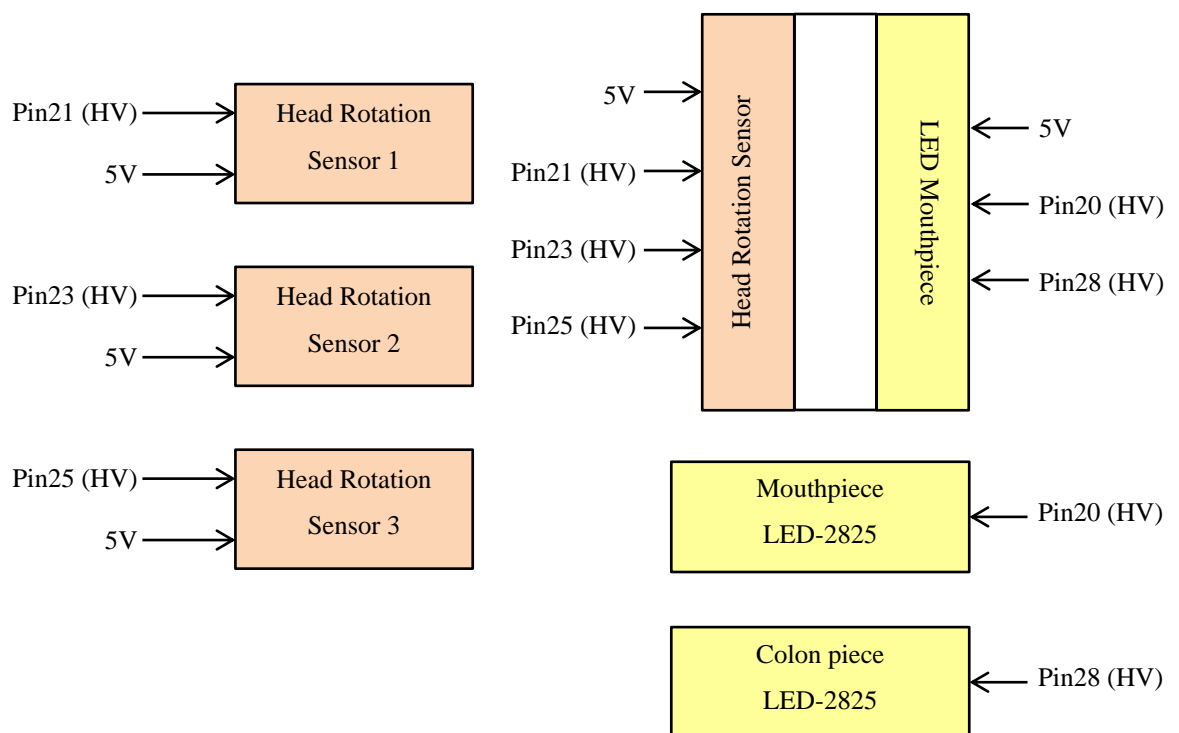 Pin21 (HV)
5V
Head Rotation
Sensor 1
Pin23 (HV)
5V
Head Rotation
Sensor 2
Pin25 (HV)
5V
Head Rotation
Sensor 3
5V
Pin21 (HV)
Pin23 (HV)
Pin25 (HV)
Head Rotation Sensor
LED Mouthpiece
5V
Pin20 (HV)
Pin28 (HV)
Mouthpiece
LED-2825
Pin20 (HV)
Colon piece
LED-2825
Pin28 (HV)